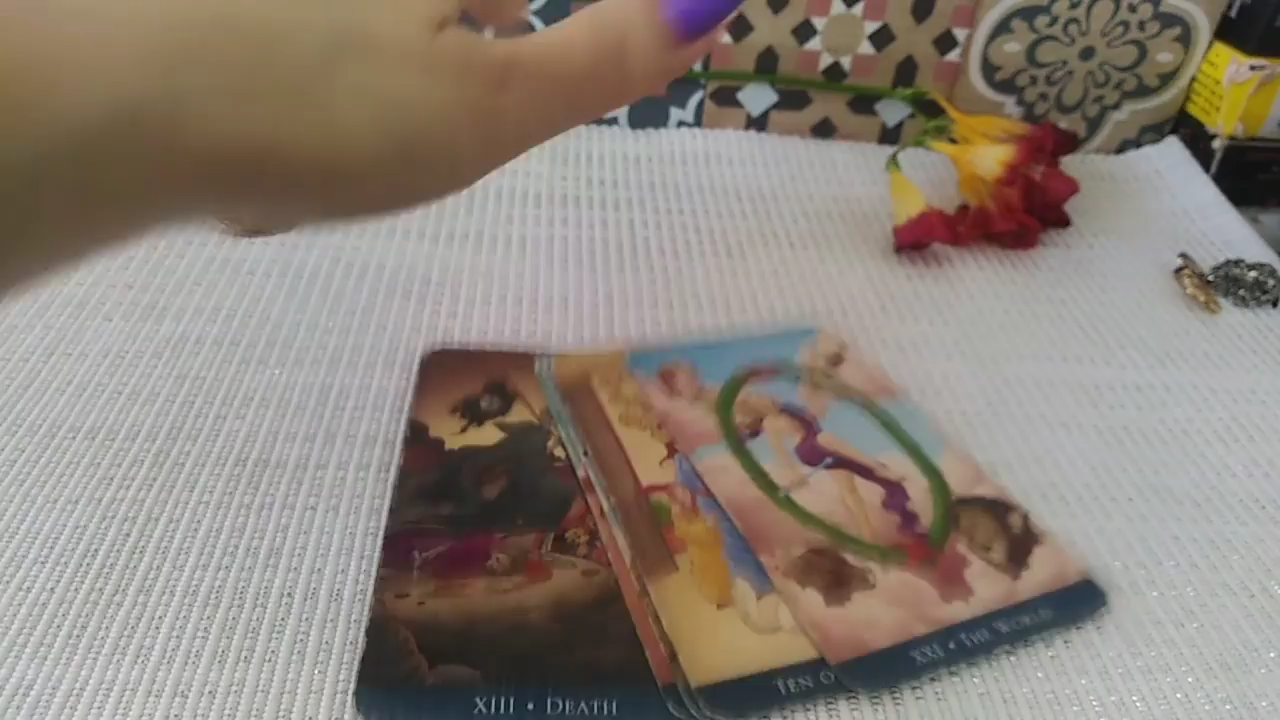 XIII • DEATH
TEN O
XXI • THE WORLD